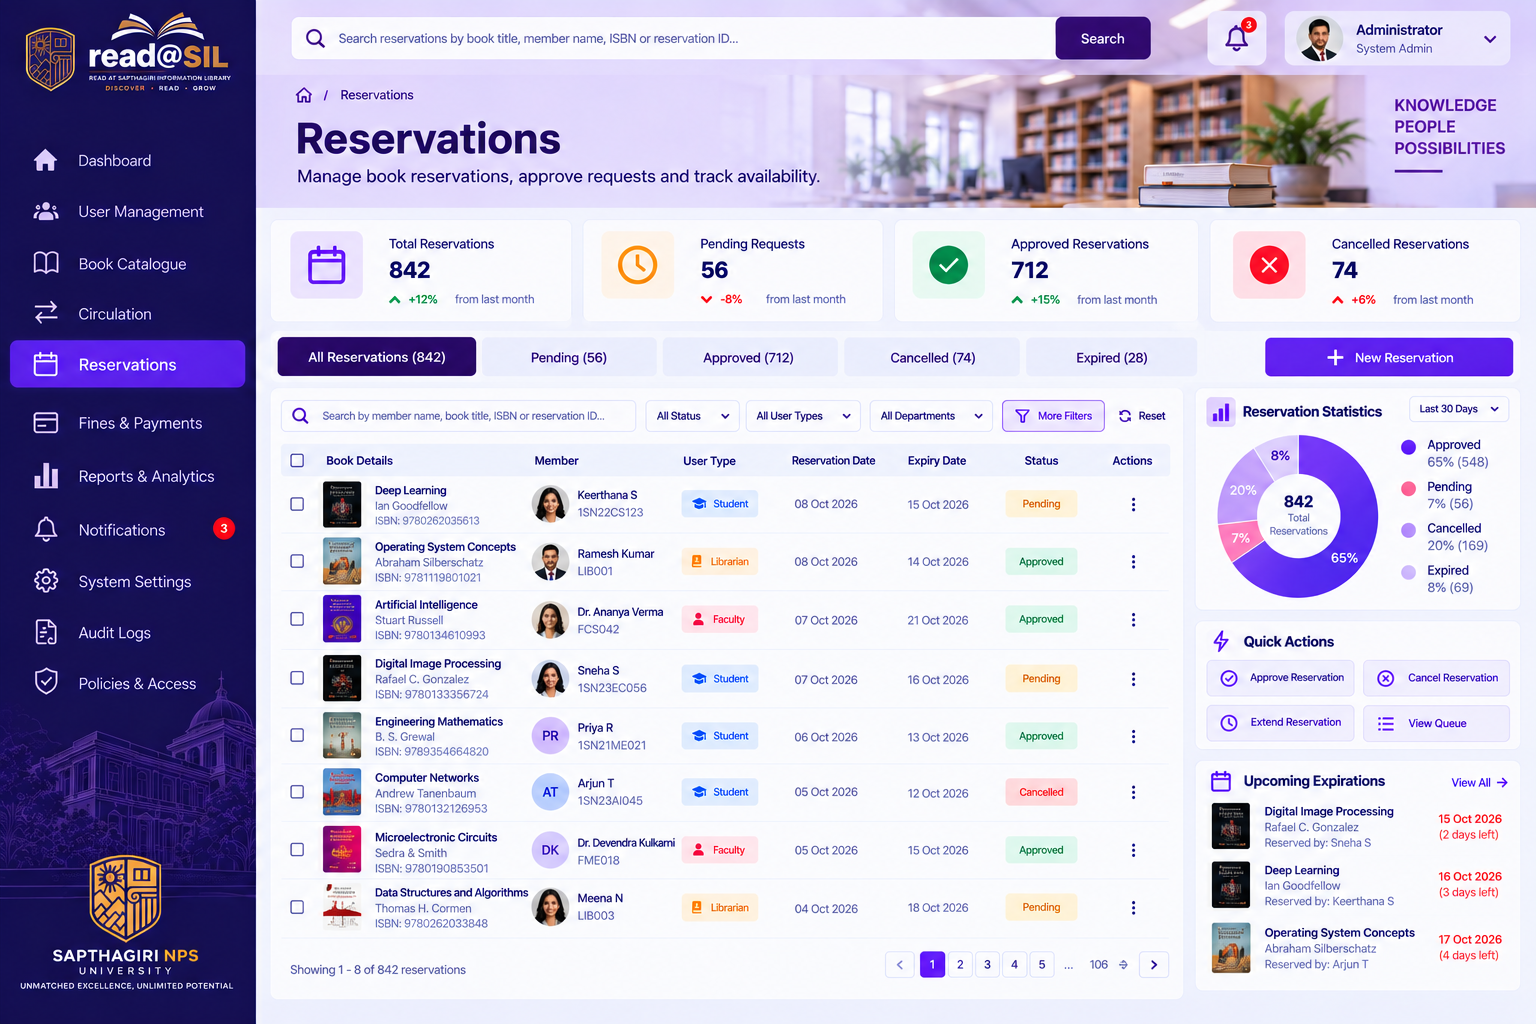 read@SIL
READ AT SAPTHAGIRI INFORMATION LIBRARY
DISCOVER • READ • GROW
Dashboard
User Management
Book Catalogue
Circulation
Reservations
Fines & Payments
Reports & Analytics
Notifications
3
System Settings
Audit Logs
Policies & Access
SAPTHAGIRI NPS
UNIVERSITY
UNMATCHED EXCELLENCE, UNLIMITED POTENTIAL
Search reservations by book title, member name, ISBN or reservation ID...
Search
3
Administrator
System Admin
/ Reservations
Reservations
Manage book reservations, approve requests and track availability.
KNOWLEDGE
PEOPLE
POSSIBILITIES
Total Reservations
842
+12% from last month
Pending Requests
56
-8% from last month
Approved Reservations
712
+15% from last month
Cancelled Reservations
74
+6% from last month
All Reservations (842)
Pending (56)
Approved (712)
Cancelled (74)
Expired (28)
New Reservation
Search by member name, book title, ISBN or reservation ID...
All Status
All User Types
All Departments
More Filters
Reset
Book Details Member User Type Reservation Date Expiry Date Status Actions
Deep Learning
Ian Goodfellow
ISBN: 9780262035613
Keerthana S
1SN22CS123
Student
08 Oct 2026
15 Oct 2026
Pending
Operating System Concepts
Abraham Silberschatz
ISBN: 9781119801021
Ramesh Kumar
LIB001
Librarian
08 Oct 2026
14 Oct 2026
Approved
Artificial Intelligence
Stuart Russell
ISBN: 9780134610993
Dr. Ananya Verma
FCS042
Faculty
07 Oct 2026
21 Oct 2026
Approved
Digital Image Processing
Rafael C. Gonzalez
ISBN: 9780133356724
Sneha S
1SN23EC056
Student
07 Oct 2026
16 Oct 2026
Pending
Engineering Mathematics
B. S. Grewal
ISBN: 9789354664820
PR
Priya R
1SN21ME021
Student
06 Oct 2026
13 Oct 2026
Approved
Computer Networks
Andrew Tanenbaum
ISBN: 9780132126953
AT
Arjun T
1SN23AI045
Student
05 Oct 2026
12 Oct 2026
Cancelled
Microelectronic Circuits
Sedra & Smith
ISBN: 9780190853501
DK
Dr. Devendra Kulkarni
FME018
Faculty
05 Oct 2026
15 Oct 2026
Approved
Data Structures and Algorithms
Thomas H. Cormen
ISBN: 9780262033848
Meena N
LIB003
Librarian
04 Oct 2026
18 Oct 2026
Pending
Showing 1 - 8 of 842 reservations
1 2 3 4 5 ... 106
Reservation Statistics
Last 30 Days
8%
20%
7%
65%
842
Total
Reservations
Approved
65% (548)
Pending
7% (56)
Cancelled
20% (169)
Expired
8% (69)
Quick Actions
Approve Reservation
Cancel Reservation
Extend Reservation
View Queue
Upcoming Expirations
View All →
Digital Image Processing
Rafael C. Gonzalez
Reserved by: Sneha S
15 Oct 2026
(2 days left)
Deep Learning
Ian Goodfellow
Reserved by: Keerthana S
16 Oct 2026
(3 days left)
Operating System Concepts
Abraham Silberschatz
Reserved by: Arjun T
17 Oct 2026
(4 days left)